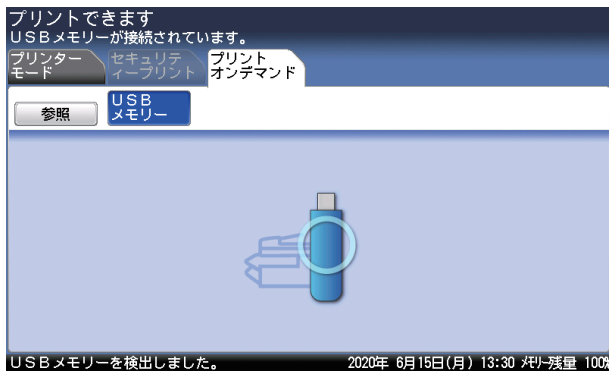 プリントできます
USBメモリーが接続されています。
プリンター
モード
セキュリテ
ィープリント
プリント
オンデマンド
参照
USB
メモリー
USBメモリーを検出しました。
2020年 6月15日(月) 13:30 メモリー残量 100%